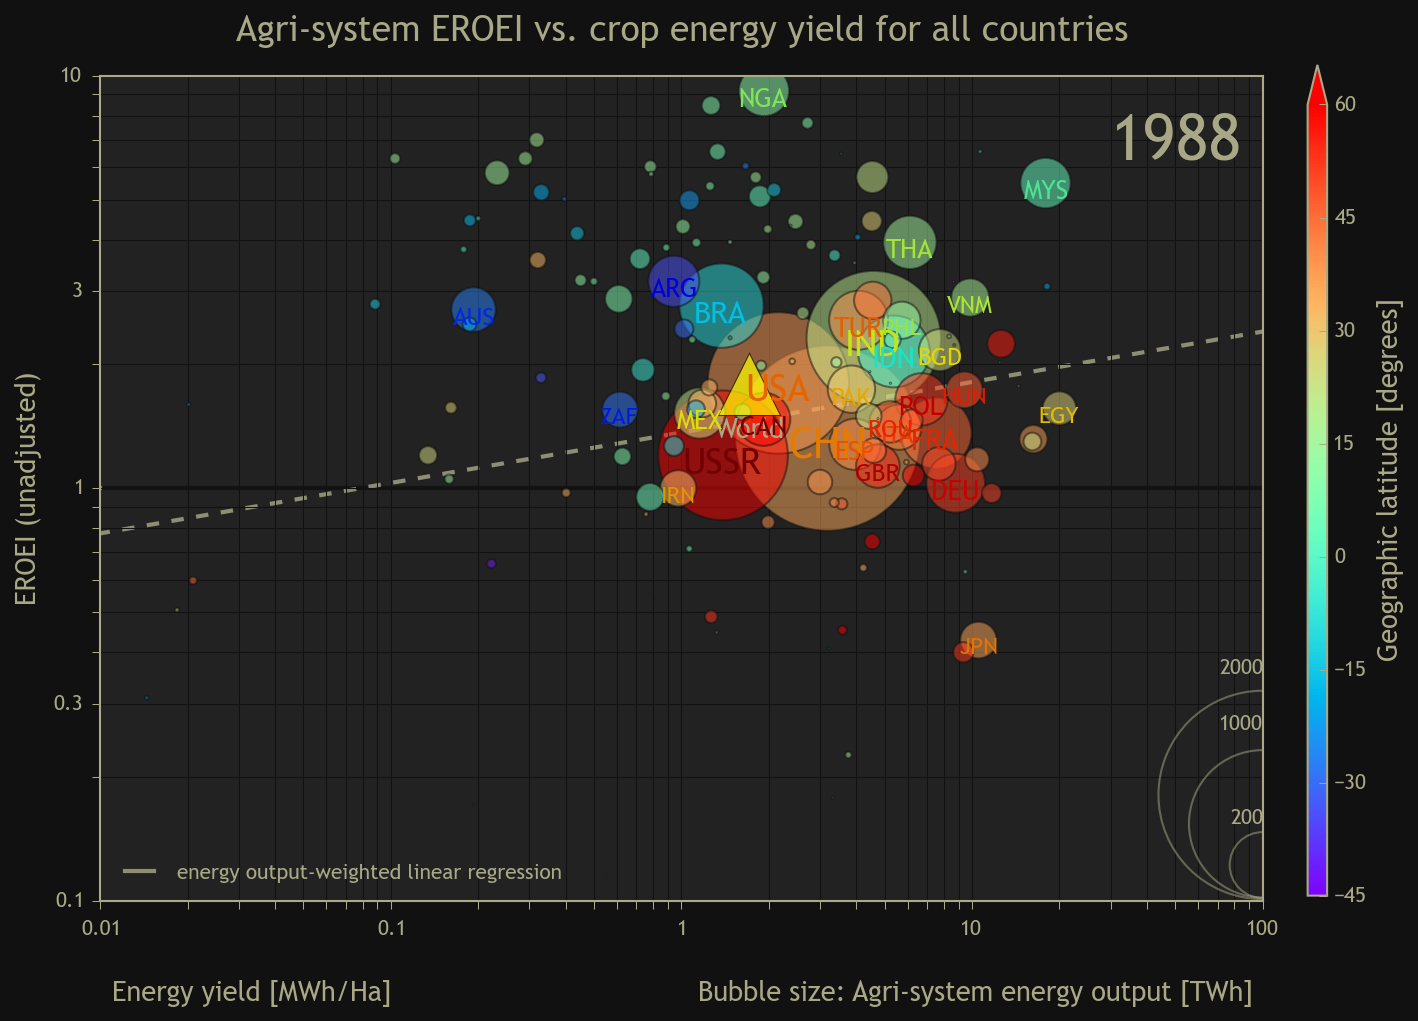 Agri-system EROEI vs. crop energy yield for all countries
1988
10
3
1
0.3
0.1
EROEI (unadjusted)
NGA
MYS
THA
ARG
BRA
AUS
VNM
TUR
PHL
IND
IDN
BGD
USA
PAK
HUN
POL
ZAF
MEX
World
CAN
EGY
ROU
ITA
CHN
FRA
ESP
USSR
GBR
IRN
DEU
JPN
2000
1000
200
energy output-weighted linear regression
0.01
0.1
1
10
100
Energy yield [MWh/Ha]
Bubble size: Agri-system energy output [TWh]
60
45
30
15
0
−15
−30
−45
Geographic latitude [degrees]